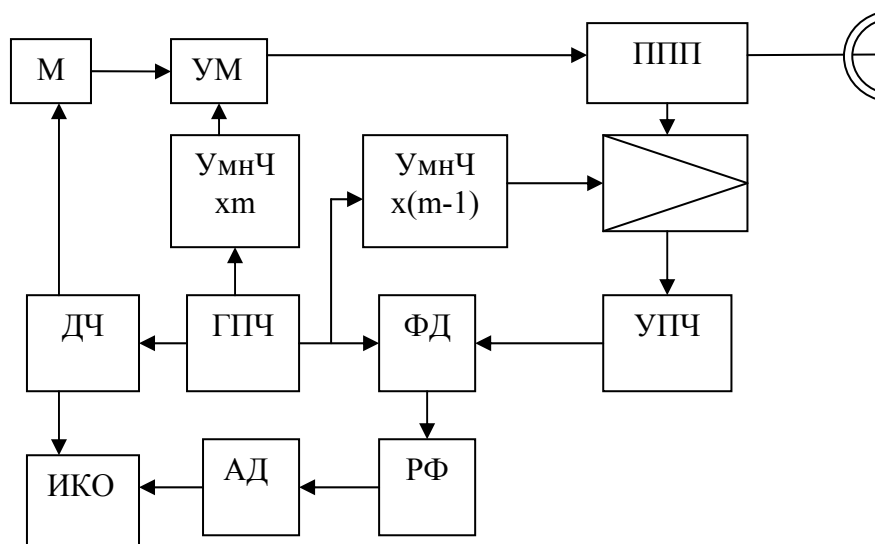 М
УМ
ППП
УмнЧ
xm
УмнЧ
x(m-1)
ДЧ
ГПЧ
ФД
УПЧ
ИКО
АД
РФ